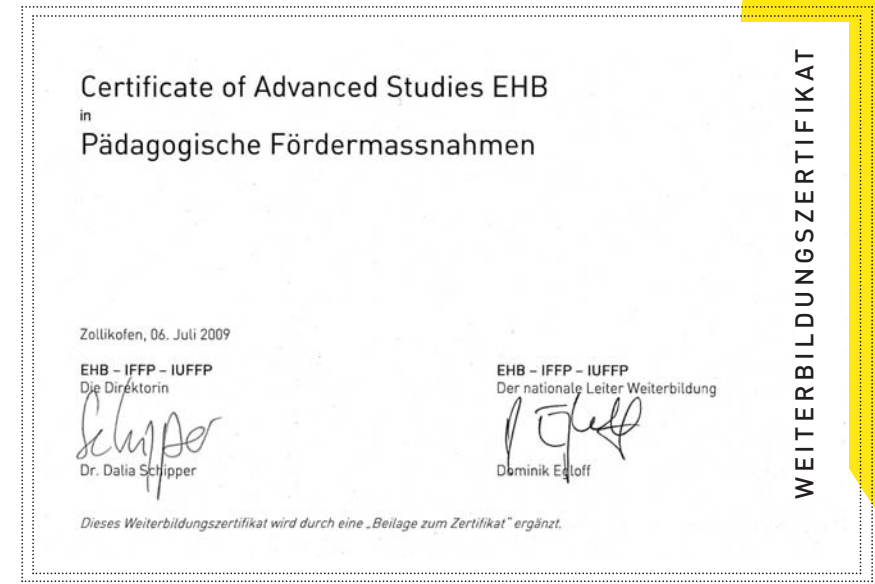 Certificate of Advanced Studies EHB
in
Pädagogische Fördermassnahmen
Zollikofen, 06. Juli 2009
EHB – IFFP – IUFFP
Die Direktorin
Schipper
Dr. Dalia Schipper
EHB – IFFP – IUFFP
Der nationale Leiter Weiterbildung
D. Egloff
Dominik Egloff
Dieses Weiterbildungszertifikat wird durch eine „Beilage zum Zertifikat" ergänzt.
WEITERBILDUNGSZERTIFIKAT